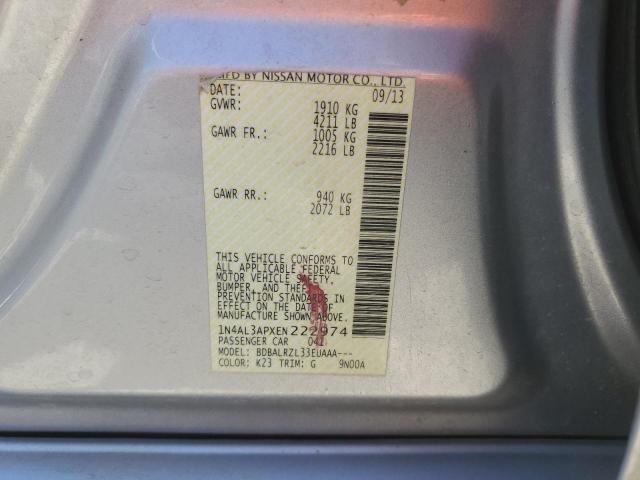 MFD BY NISSAN MOTOR CO., LTD
DATE: 09/13
GVWR: 1910 KG
4211 LB
GAWR FR.: 1005 KG
2216 LB
GAWR RR.: 940 KG
2072 LB
THIS VEHICLE CONFORMS TO
ALL APPLICABLE FEDERAL
MOTOR VEHICLE SAFETY,
BUMPER, AND THEFT
PREVENTION STANDARDS IN
EFFECT ON THE DATE OF
MANUFACTURE SHOWN ABOVE.
1N4AL3APXEN222974
PASSENGER CAR 041
MODEL: BDBALRZL33EUAAA---
COLOR: K23 TRIM: G 9N00A